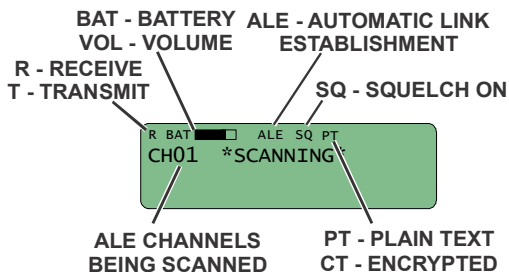 BAT - BATTERY
VOL - VOLUME
ALE - AUTOMATIC LINK
ESTABLISHMENT
R - RECEIVE
T - TRANSMIT
SQ - SQUELCH ON
R BAT ALE SQ PT
CH01 *SCANNING*
ALE CHANNELS
BEING SCANNED
PT - PLAIN TEXT
CT - ENCRYPTED